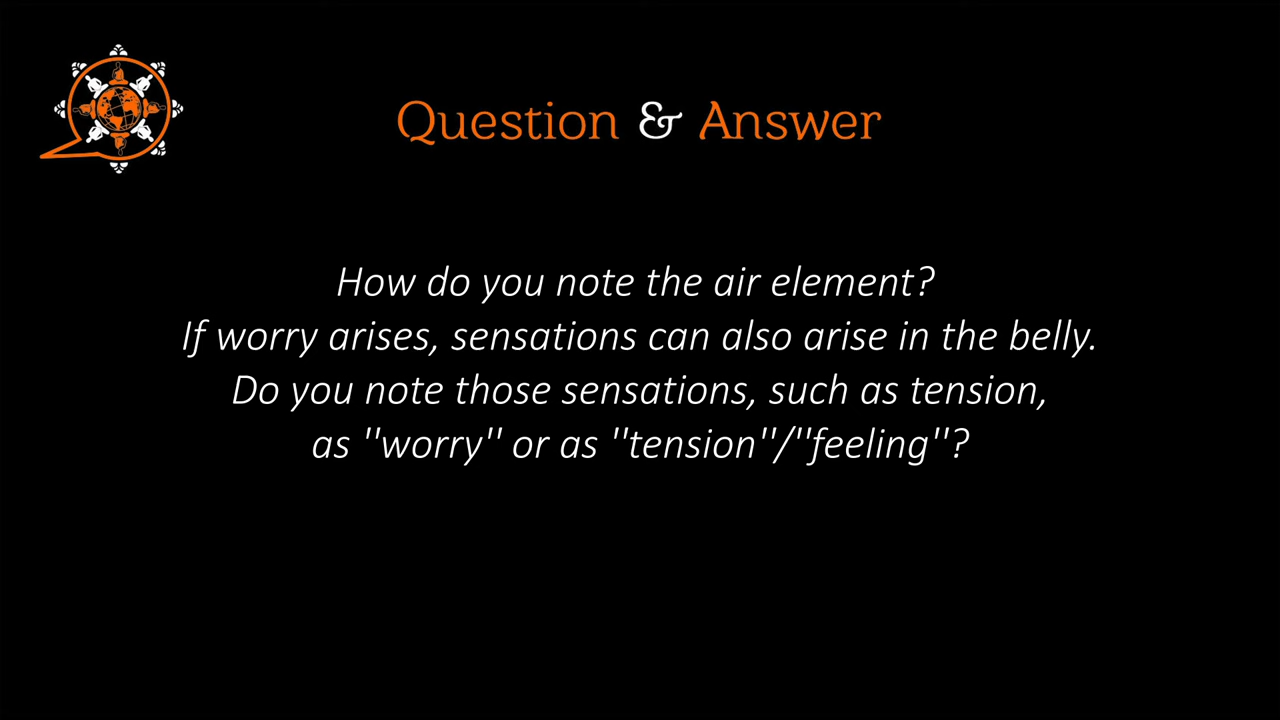 Question & Answer
How do you note the air element?
If worry arises, sensations can also arise in the belly.
Do you note those sensations, such as tension,
as ''worry'' or as ''tension''/''feeling''?